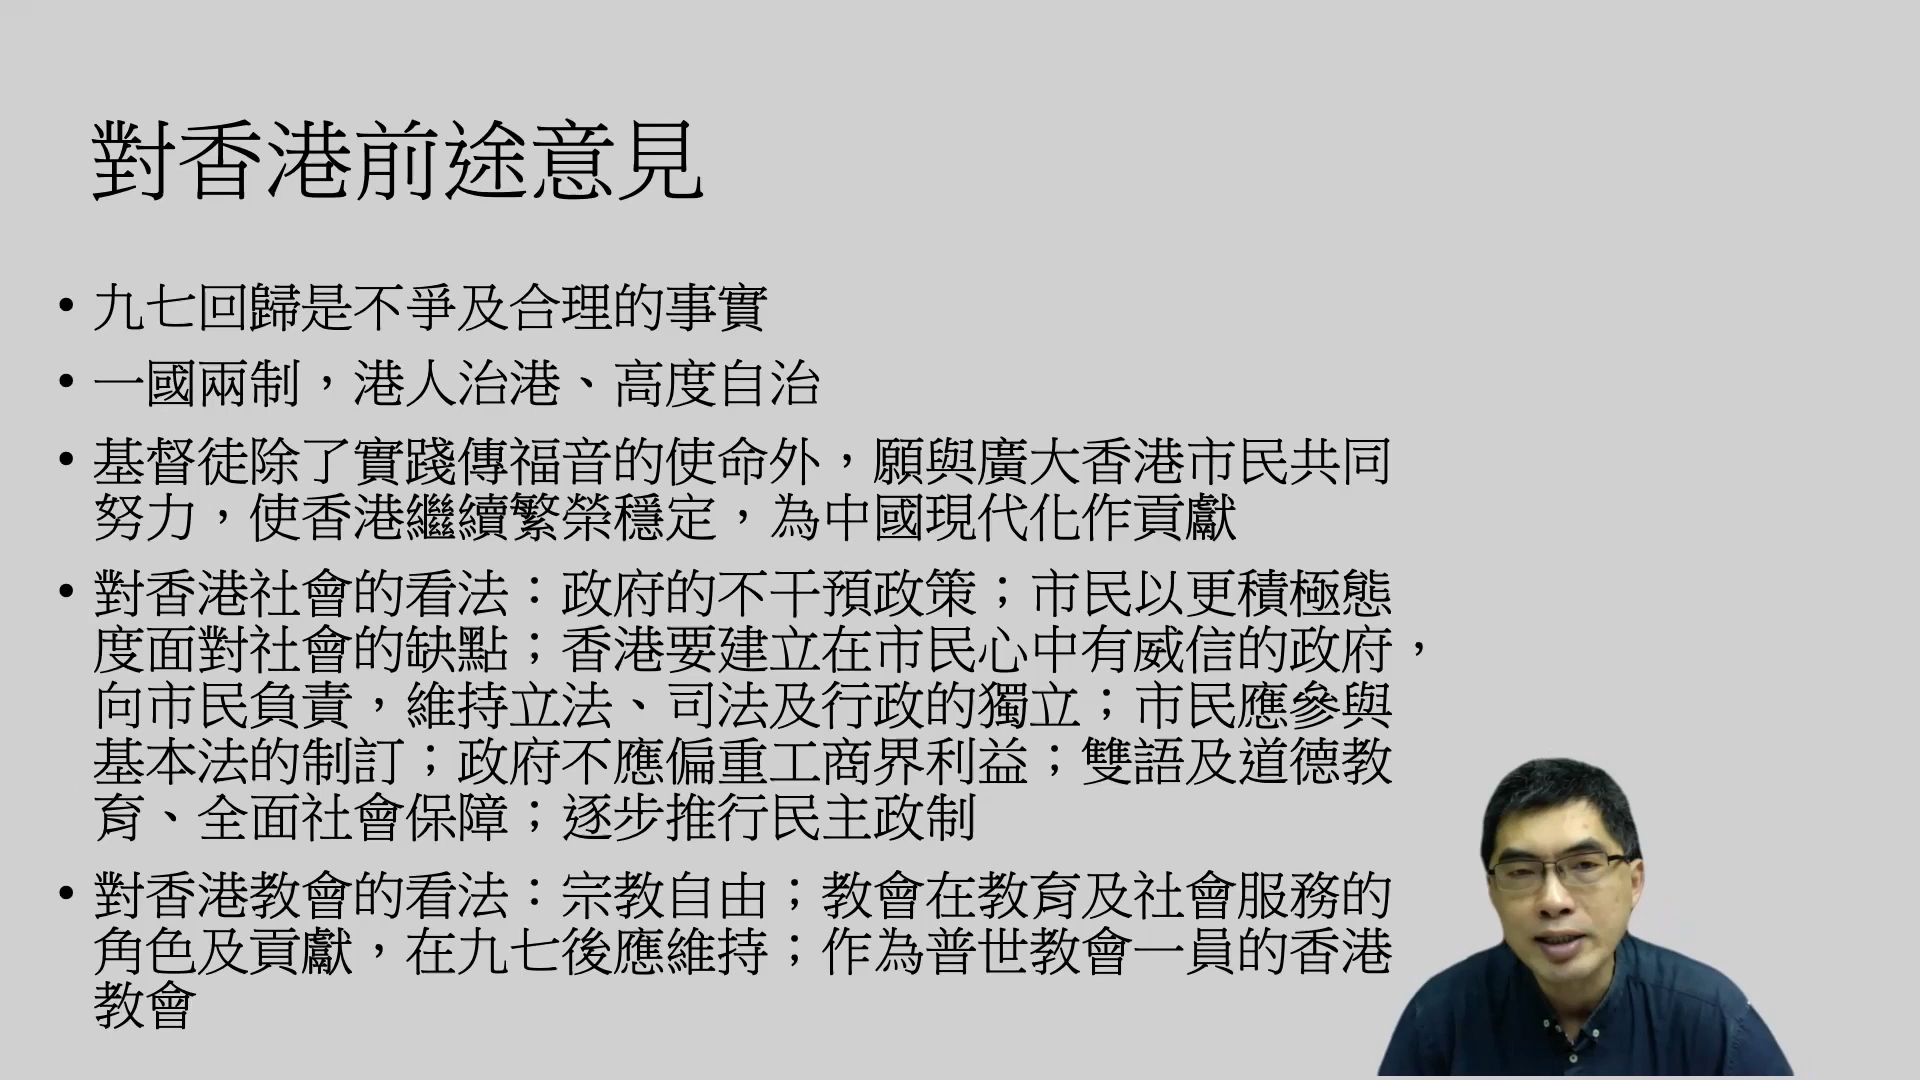 對香港前途意見
• 九七回歸是不爭及合理的事實
• 一國兩制，港人治港、高度自治
• 基督徒除了實踐傳福音的使命外，願與廣大香港市民共同
努力，使香港繼續繁榮穩定，為中國現代化作貢獻
• 對香港社會的看法：政府的不干預政策；市民以更積極態
度面對社會的缺點；香港要建立在市民心中有威信的政府，
向市民負責，維持立法、司法及行政的獨立；市民應參與
基本法的制訂；政府不應偏重工商界利益；雙語及道德教
育、全面社會保障；逐步推行民主政制
• 對香港教會的看法：宗教自由；教會在教育及社會服務的
角色及貢獻，在九七後應維持；作為普世教會一員的香港
教會